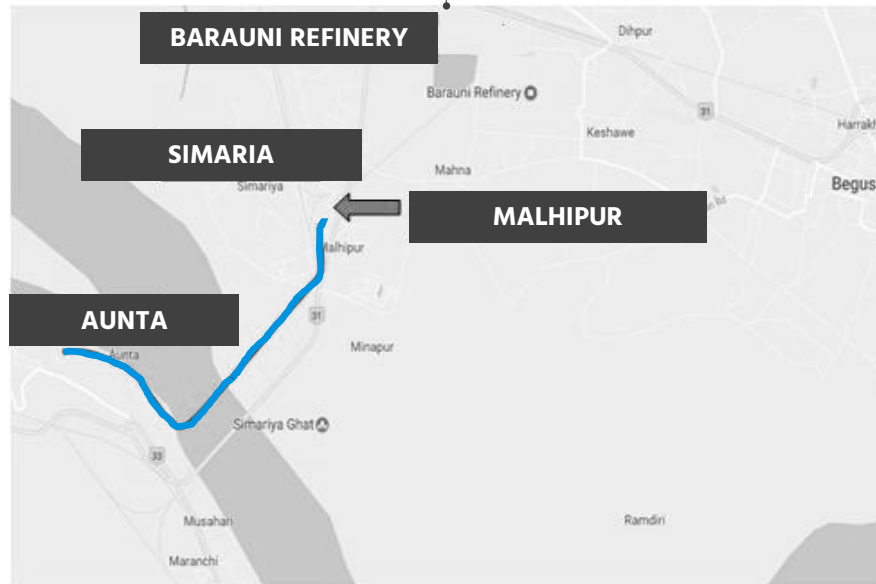 BARAUNI REFINERY
Dihpur
Barauni Refinery
31
Harrakh
Keshawe
SIMARIA
Mahna
Simariya
Begus
MALHIPUR
Malhipur
31
AUNTA
Minapur
Aunta
Simariya Ghat
33
Musahari
Ramdiri
Maranchi